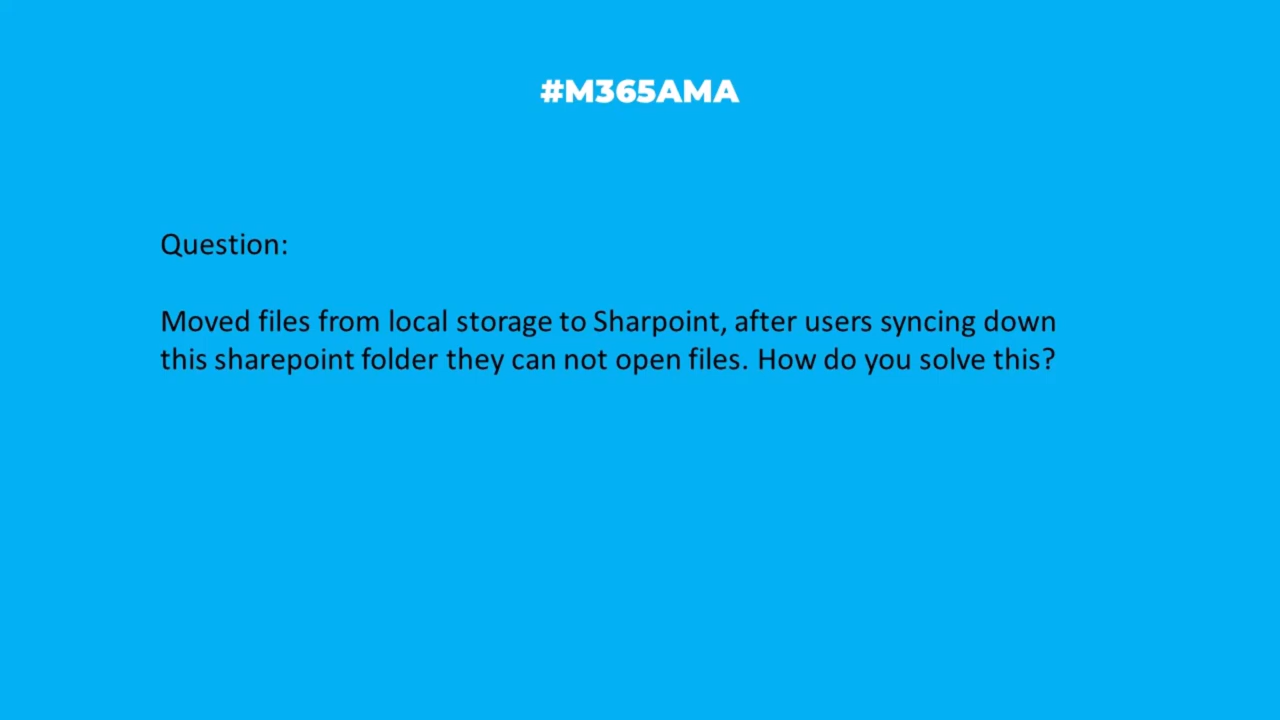 #M365AMA
Question:
Moved files from local storage to Sharpoint, after users syncing down
this sharepoint folder they can not open files. How do you solve this?